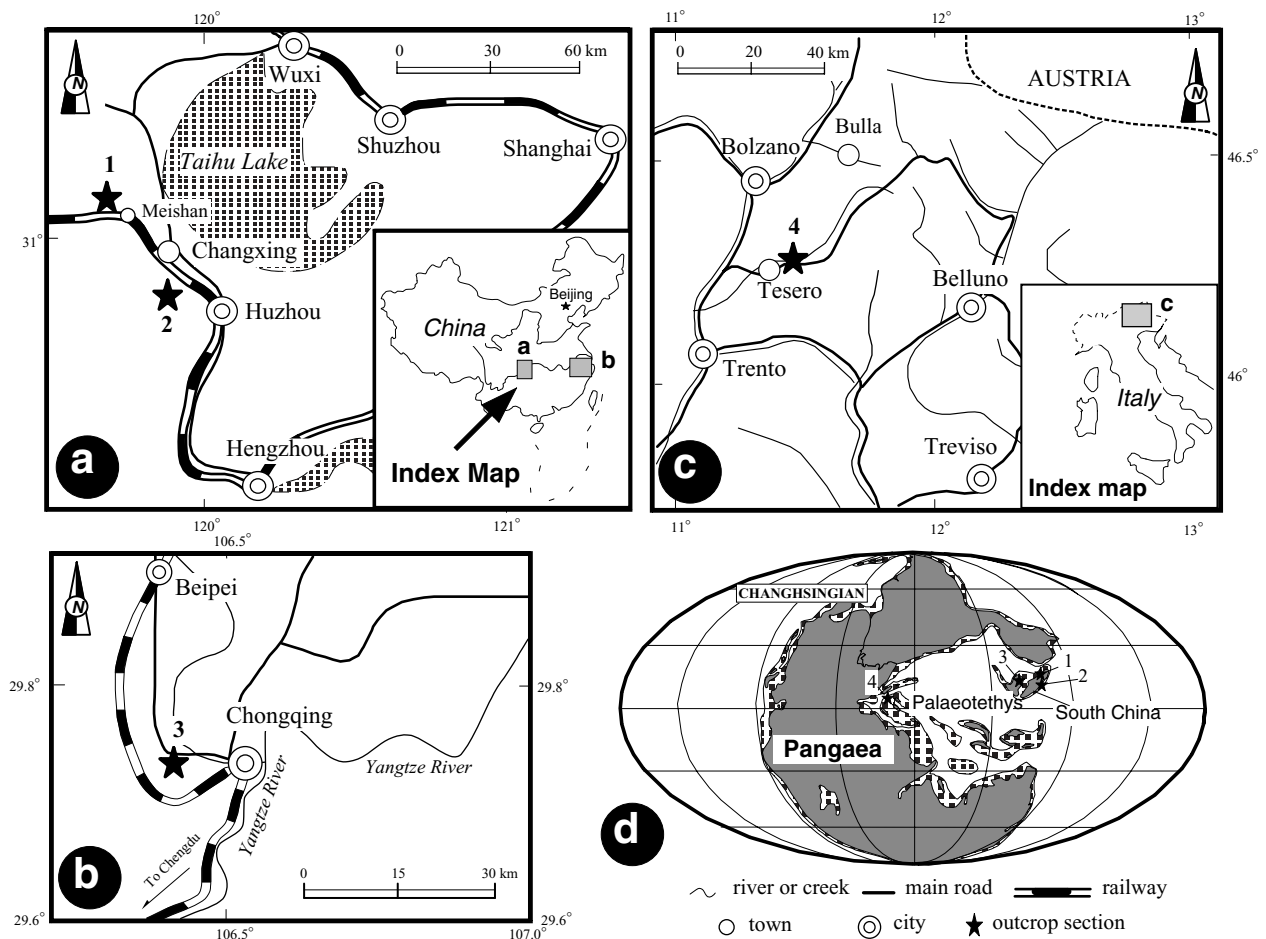 120°
N
0 30 60 km
Wuxi
Shuzhou
Shanghai
Taihu Lake
1
Meishan
31°
Changxing
2
Huzhou
Hengzhou
a
Beijing
China
a
b
Index Map
120°
121°
11°
12°
13°
0 20 40 km
AUSTRIA
N
Bulla
Bolzano
46.5°
4
Tesero
Belluno
Trento
46°
Treviso
c
c
Italy
Index map
11°
12°
13°
106.5°
N
Beipei
29.8°
29.8°
3
Chongqing
Yangtze River
Yangtze River
To Chengdu
b
0 15 30 km
29.6°
29.6°
106.5°
107.0°
CHANGHSINGIAN
3
1
2
4
Palaeotethys
South China
Pangaea
d
river or creek
main road
railway
town
city
outcrop section